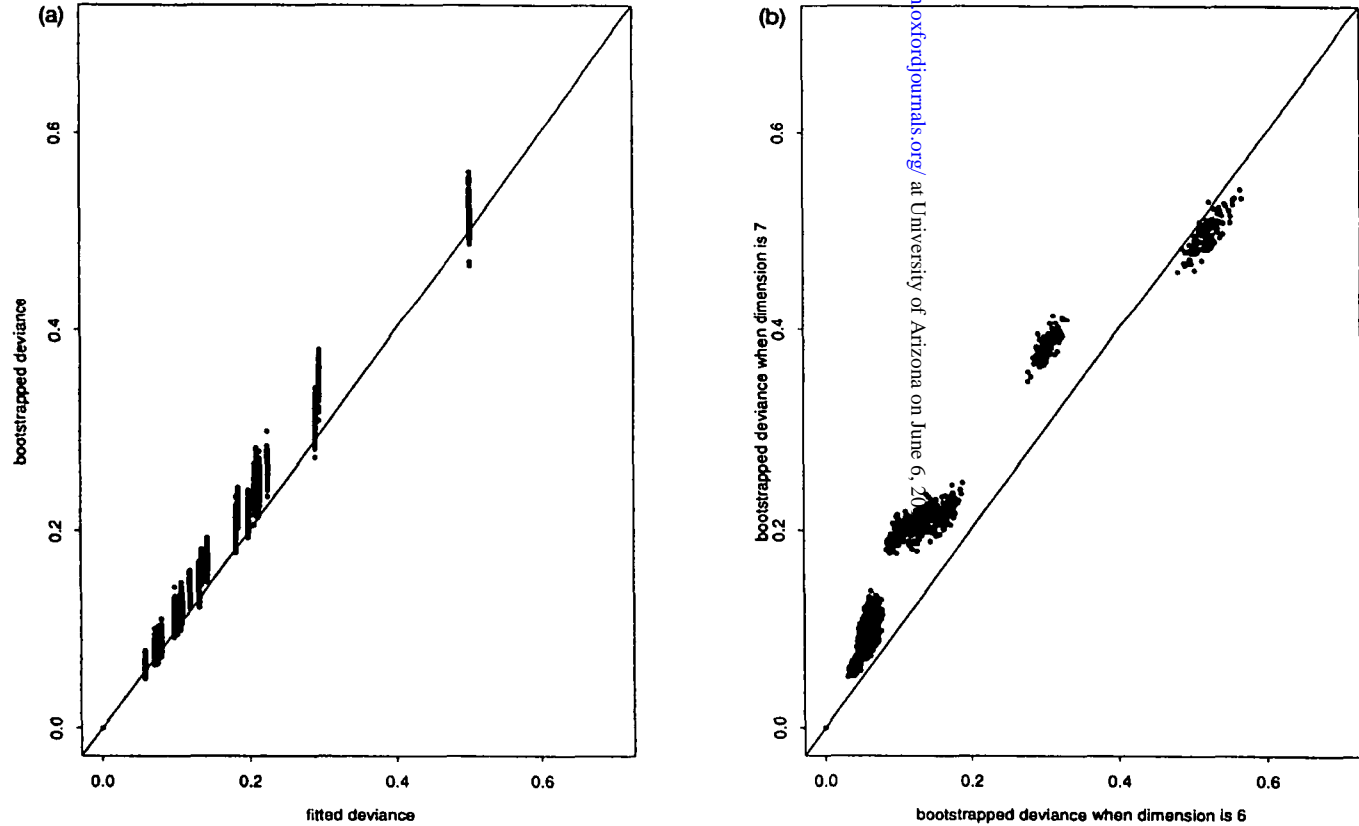 (a)
0.6
0.4
0.2
0.0
bootstrapped deviance
0.0 0.2 0.4 0.6
fitted deviance
(b)
0.6
0.4
0.2
0.0
bootstrapped deviance when dimension is 7
0.0 0.2 0.4 0.6
bootstrapped deviance when dimension is 6
oxfordjournals.org/ at University of Arizona on June 6, 20